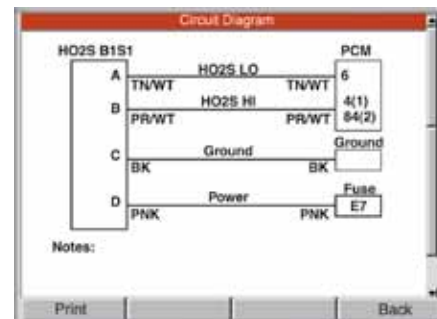 Circuit Diagram
HO2S B1S1 PCM
A HO2S LO 6
TN/WT TN/WT
B HO2S HI 4(1)
PR/WT PR/WT 84(2)
C Ground Ground
BK BK
D Power Fuse
PNK PNK E7
Notes:
Print Back